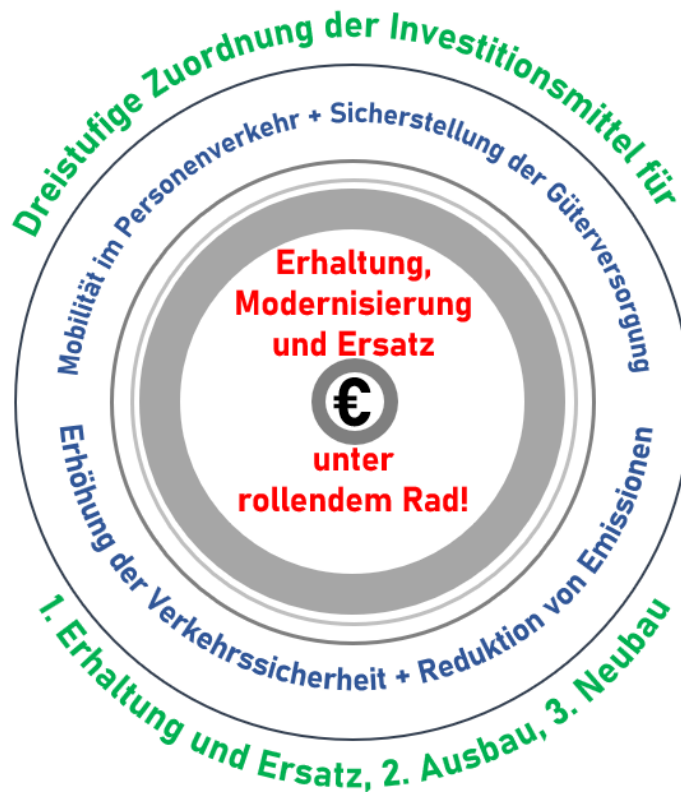 Dreistufige Zuordnung der Investitionsmittel für
Mobilität im Personenverkehr + Sicherstellung der Güterversorgung
Erhaltung,
Modernisierung
und Ersatz
€
unter
rollendem Rad!
Erhöhung der Verkehrssicherheit + Reduktion von Emissionen
1. Erhaltung und Ersatz, 2. Ausbau, 3. Neubau